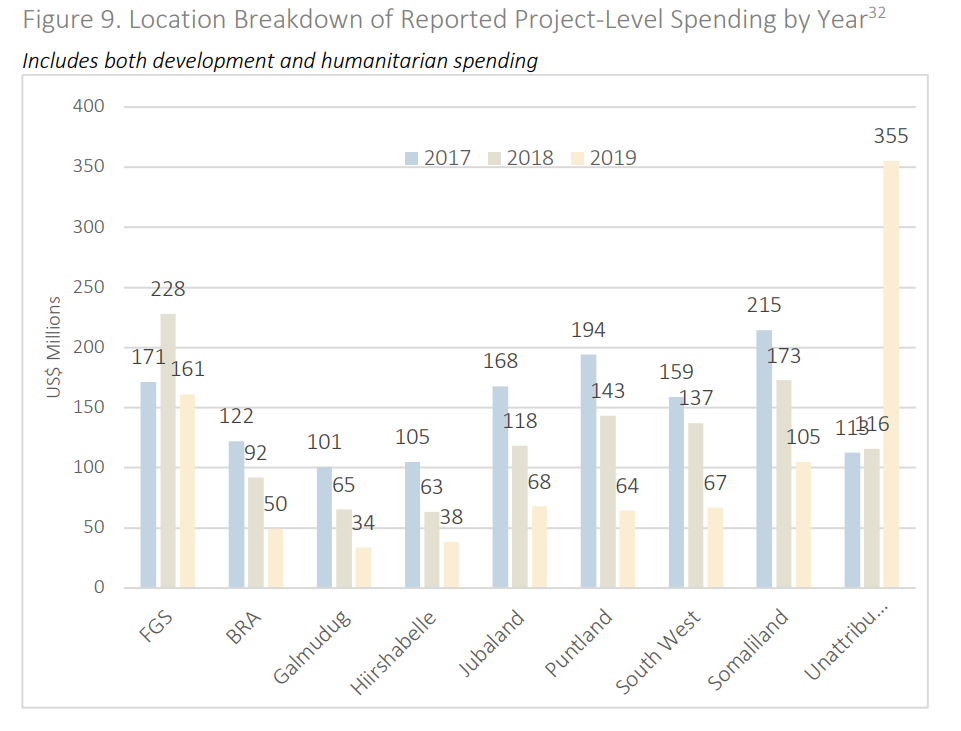 Figure 9. Location Breakdown of Reported Project-Level Spending by Year32
Includes both development and humanitarian spending
400
350
300
250
200
150
100
50
0
US$ Millions
2017 2018 2019
171 228 161
122 92 50
101 65 34
105 63 38
168 118 68
194 143 64
159 137 67
215 173 105
113 116 355
FGS
BRA
Galmudug
Hiirshabelle
Jubaland
Puntland
South West
Somaliland
Unattribu...